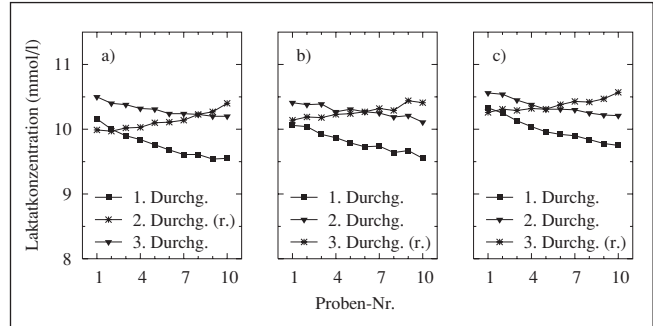 Laktatkonzentration (mmol/l)
11
10
9
8
a)
1. Durchg.
2. Durchg. (r.)
3. Durchg.
1 4 7 10
b)
1. Durchg.
2. Durchg.
3. Durchg. (r.)
1 4 7 10
c)
1. Durchg.
2. Durchg.
3. Durchg. (r.)
1 4 7 10
Proben-Nr.